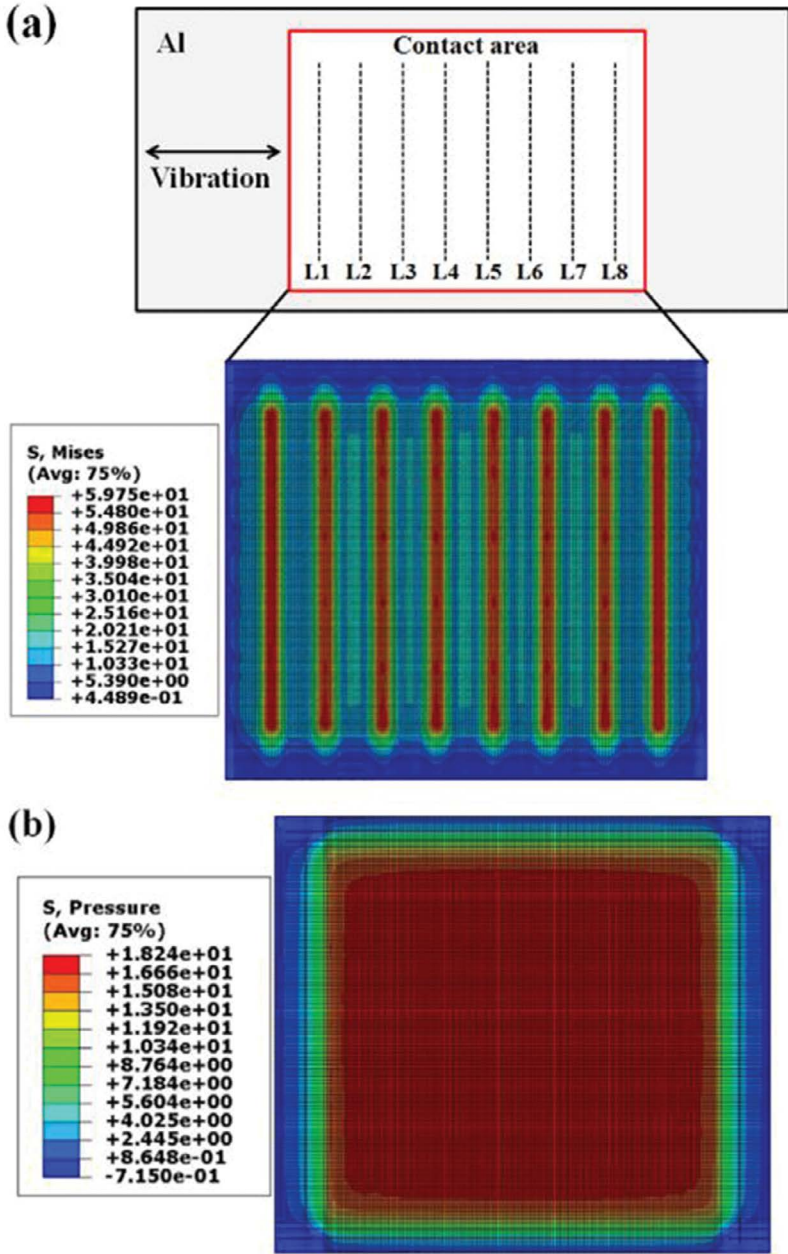 (a)
Al
Contact area
Vibration
L1 L2 L3 L4 L5 L6 L7 L8
S, Mises
(Avg: 75%)
+5.975e+01
+5.480e+01
+4.986e+01
+4.492e+01
+3.998e+01
+3.504e+01
+3.010e+01
+2.516e+01
+2.021e+01
+1.527e+01
+1.033e+01
+5.390e+00
+4.489e-01
(b)
S, Pressure
(Avg: 75%)
+1.824e+01
+1.666e+01
+1.508e+01
+1.350e+01
+1.192e+01
+1.034e+01
+8.764e+00
+7.184e+00
+5.604e+00
+4.025e+00
+2.445e+00
+8.648e-01
-7.150e-01